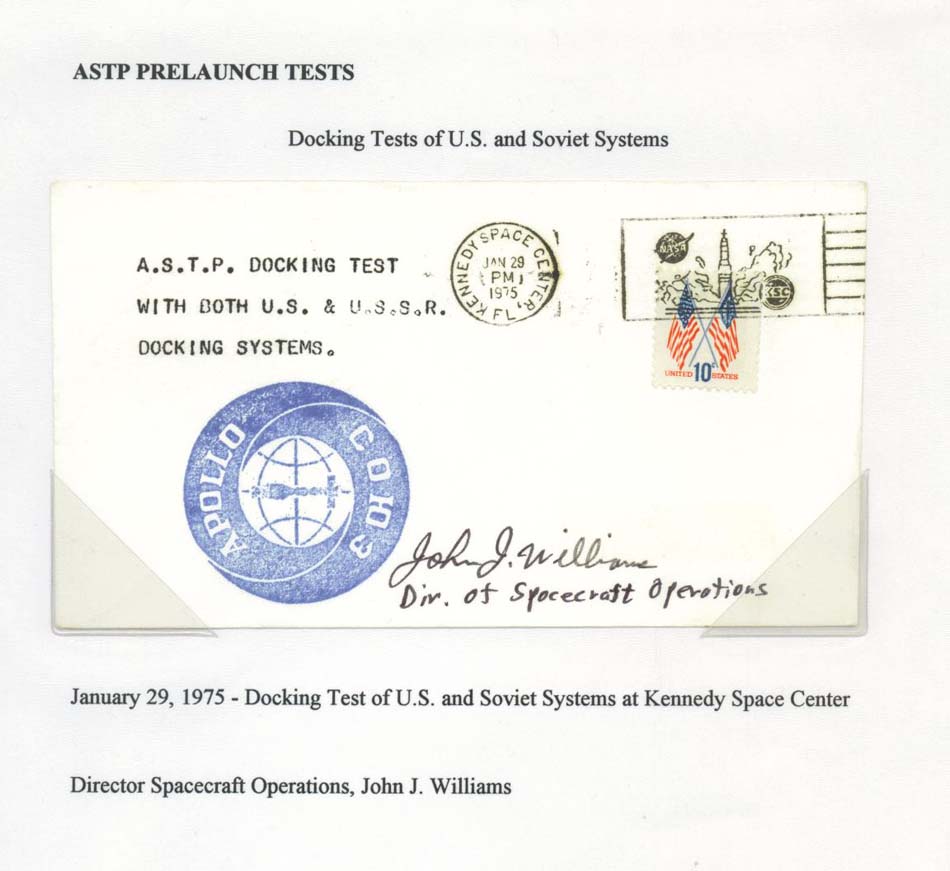 ASTP PRELAUNCH TESTS
Docking Tests of U.S. and Soviet Systems
A.S.T.P. DOCKING TEST
WITH BOTH U.S. & U.S.S.R.
DOCKING SYSTEMS.
KENNEDY SPACE CENTER,
JAN 29
PM
1975
FL
NASA
KSC
UNITED 10c STATES
APOLLO
СОЮЗ
John J. Williams
Dir. of Spacecraft Operations
January 29, 1975 - Docking Test of U.S. and Soviet Systems at Kennedy Space Center
Director Spacecraft Operations, John J. Williams